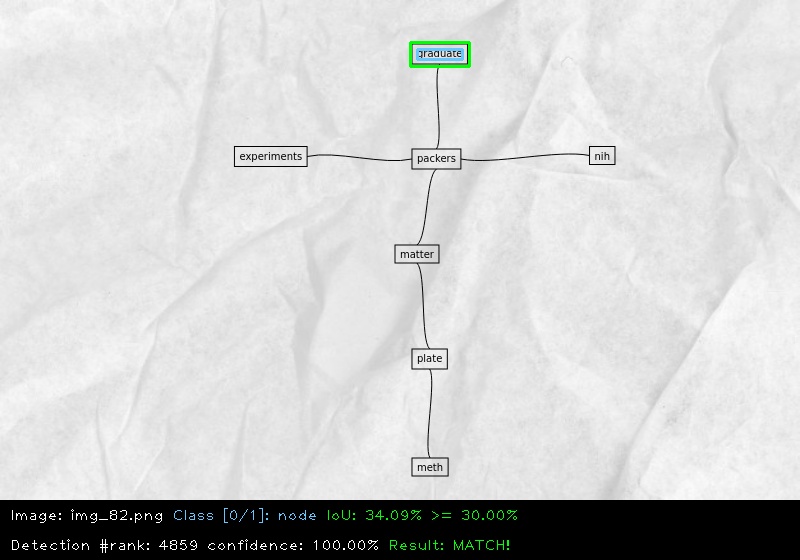 graduate
experiments
packers
nih
matter
plate
meth
Image: img_82.png Class [0/1]: node IoU: 34.09% >= 30.00%
Detection #rank: 4859 confidence: 100.00% Result: MATCH!